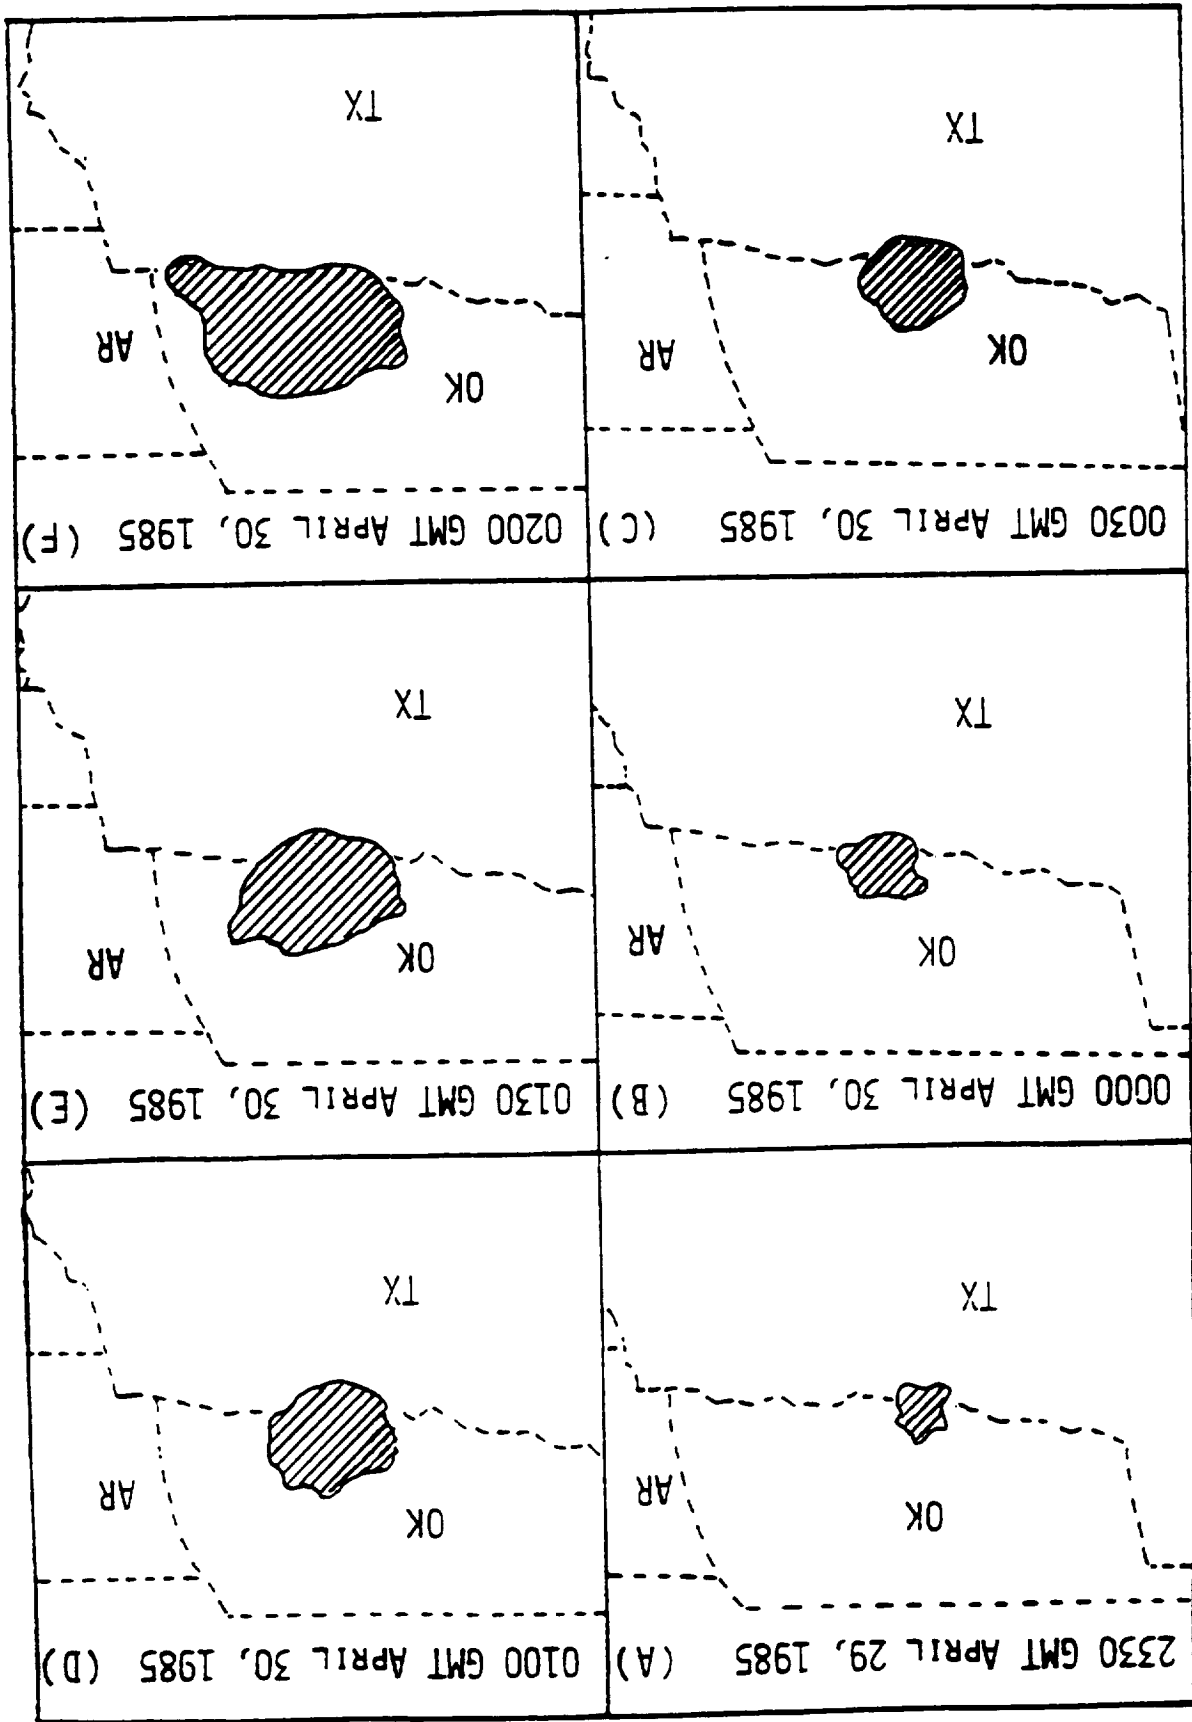 2330 GMT APRIL 29, 1985 (A)
OK
AR
TX
0000 GMT APRIL 30, 1985 (B)
OK
AR
TX
0030 GMT APRIL 30, 1985 (C)
OK
AR
TX
0100 GMT APRIL 30, 1985 (D)
OK
AR
TX
0130 GMT APRIL 30, 1985 (E)
OK
AR
TX
0200 GMT APRIL 30, 1985 (F)
OK
AR
TX